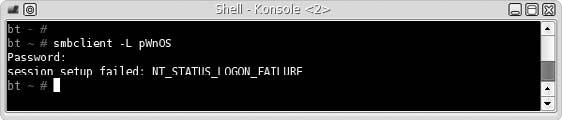 Shell - Konsole <2>
bt - #
bt ~ # smbclient -L pWnOS
Password:
session setup failed: NT_STATUS_LOGON_FAILURE
bt ~ #